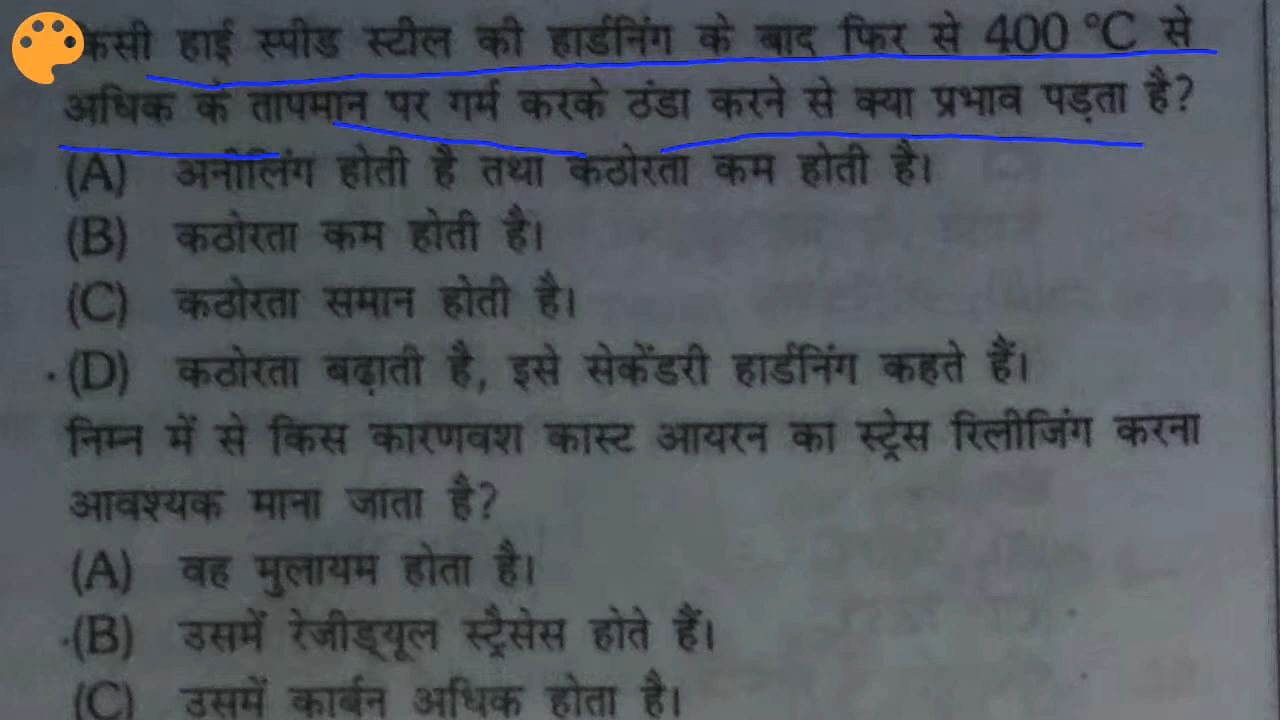 किसी हाई स्पीड स्टील की हार्डनिंग के बाद फिर से 400 °C से
अधिक के तापमान पर गर्म करके ठंडा करने से क्या प्रभाव पड़ता है?
(A) अनीलिंग होती है तथा कठोरता कम होती है।
(B) कठोरता कम होती है।
(C) कठोरता समान होती है।
(D) कठोरता बढ़ाती है, इसे सेकेंडरी हार्डनिंग कहते हैं।
निम्न में से किस कारणवश कास्ट आयरन का स्ट्रेस रिलीजिंग करना
आवश्यक माना जाता है?
(A) वह मुलायम होता है।
(B) उसमें रेजीड्यूल स्ट्रैसेस होते हैं।
(C) उसमें कार्बन अधिक होता है।